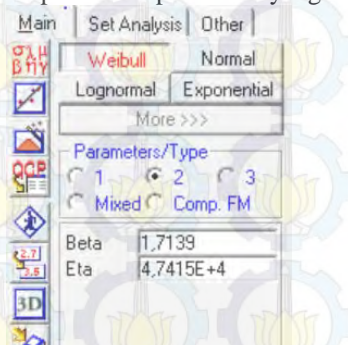 Main Set Analysis Other
Weibull Normal
Lognormal Exponential
More >>>
Parameters/Type
1 2 3
Mixed Comp. FM
Beta 1,7139
Eta 4,7415E+4
QCP
3D